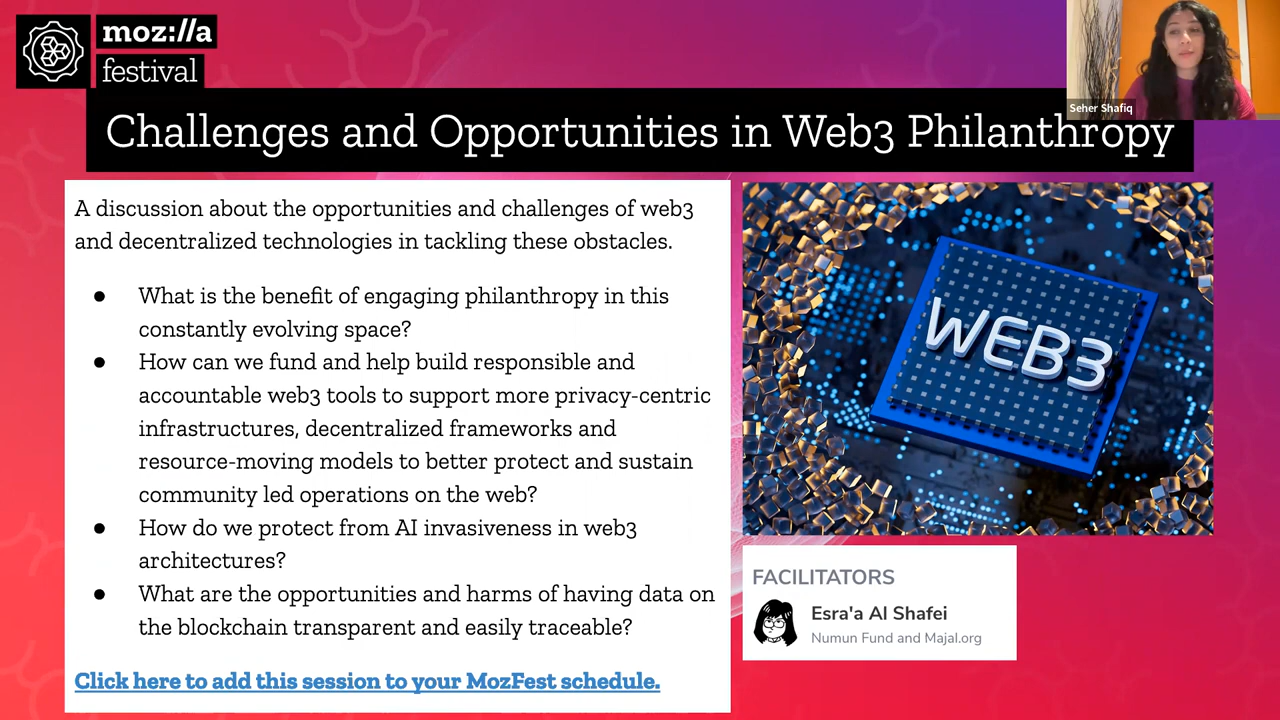 moz://a
festival
Seher Shafiq
Challenges and Opportunities in Web3 Philanthropy
A discussion about the opportunities and challenges of web3
and decentralized technologies in tackling these obstacles.
● What is the benefit of engaging philanthropy in this
constantly evolving space?
● How can we fund and help build responsible and
accountable web3 tools to support more privacy-centric
infrastructures, decentralized frameworks and
resource-moving models to better protect and sustain
community led operations on the web?
● How do we protect from AI invasiveness in web3
architectures?
● What are the opportunities and harms of having data on
the blockchain transparent and easily traceable?
Click here to add this session to your MozFest schedule.
WEB3
FACILITATORS
Esra'a Al Shafei
Numun Fund and Majal.org